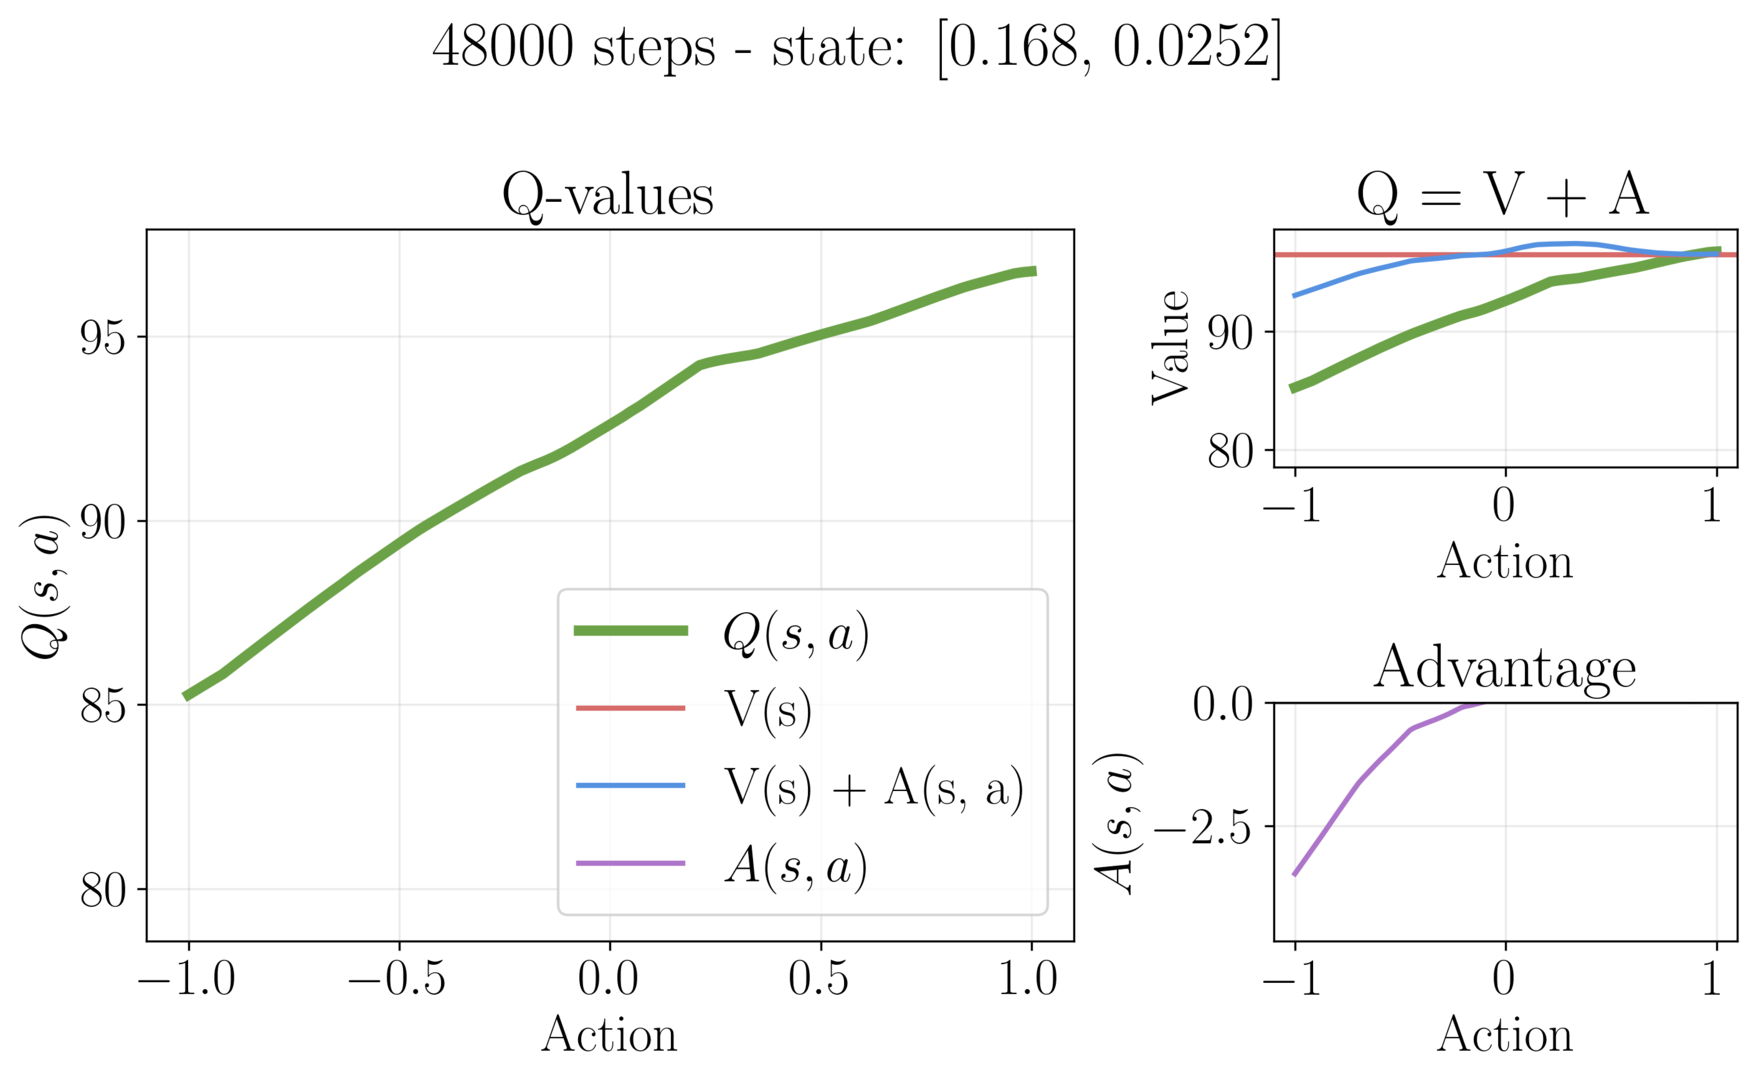 48000 steps - state: [0.168, 0.0252]
Q-values
Q(s, a)
95
90
85
80
−1.0 −0.5 0.0 0.5 1.0
Action
Q(s, a)
V(s)
V(s) + A(s, a)
A(s, a)
Q = V + A
Value
90
80
−1 0 1
Action
Advantage
A(s, a)
0.0
−2.5
−1 0 1
Action